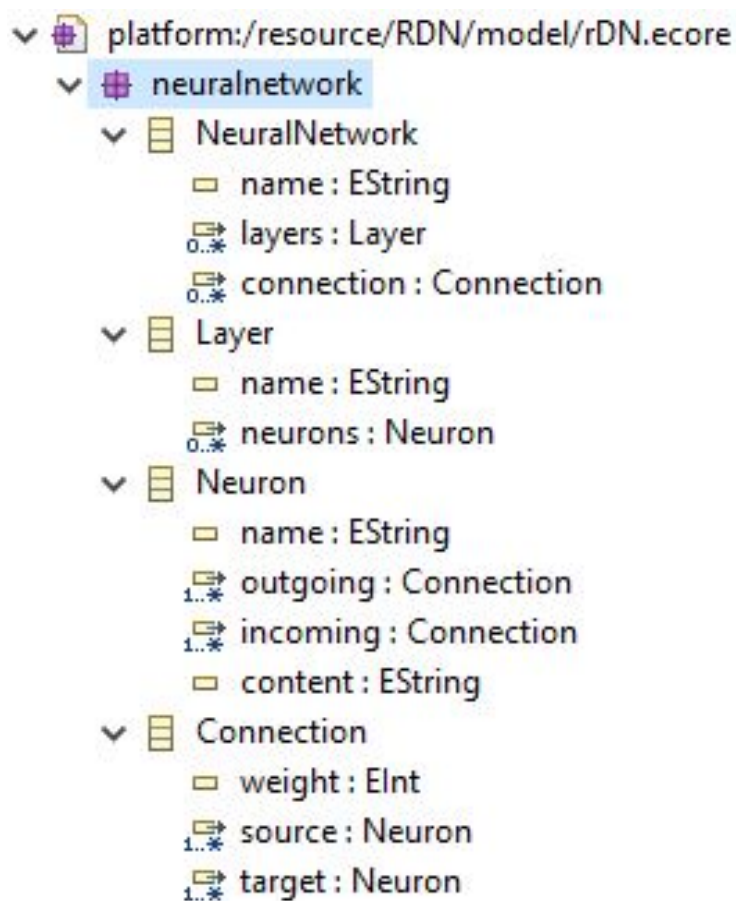 platform:/resource/RDN/model/rDN.ecore
neuralnetwork
NeuralNetwork
name : EString
0..* layers : Layer
0..* connection : Connection
Layer
name : EString
0..* neurons : Neuron
Neuron
name : EString
1..* outgoing : Connection
1..* incoming : Connection
content : EString
Connection
weight : EInt
1..* source : Neuron
1..* target : Neuron